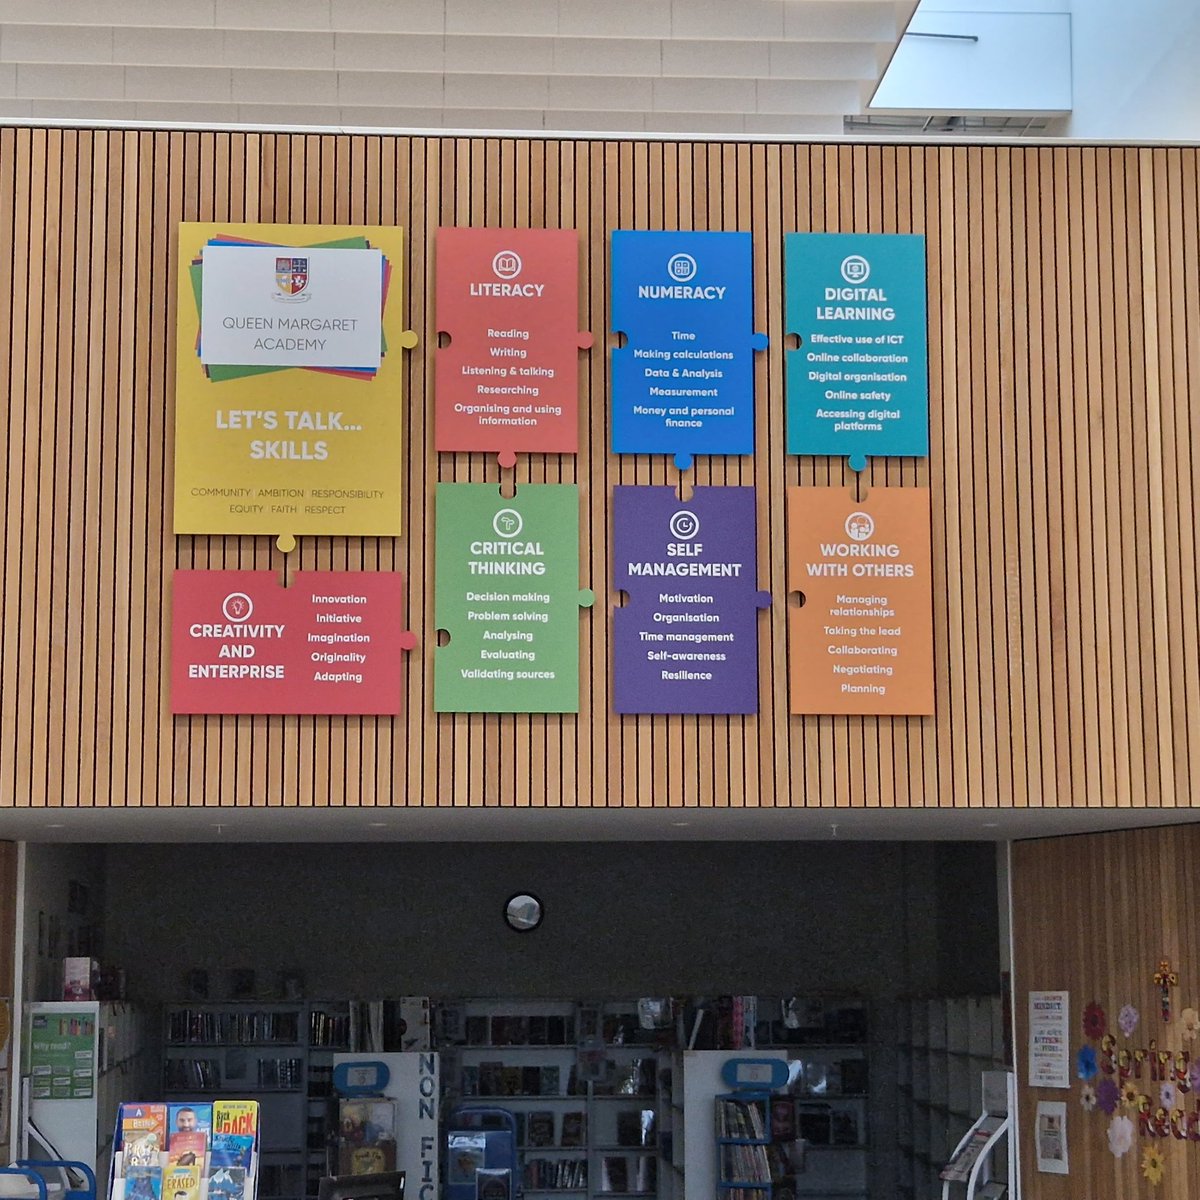 QUEEN MARGARET
ACADEMY
LET'S TALK...
SKILLS
COMMUNITY AMBITION RESPONSIBILITY
EQUITY FAITH RESPECT
LITERACY
Reading
Writing
Listening & talking
Researching
Organising and using
information
NUMERACY
Time
Making calculations
Data & Analysis
Measurement
Money and personal
finance
DIGITAL
LEARNING
Effective use of ICT
Online collaboration
Digital organisation
Online safety
Accessing digital
platforms
CREATIVITY
AND
ENTERPRISE
Innovation
Initiative
Imagination
Originality
Adapting
CRITICAL
THINKING
Decision making
Problem solving
Analysing
Evaluating
Validating sources
SELF
MANAGEMENT
Motivation
Organisation
Time management
Self-awareness
Resilience
WORKING
WITH OTHERS
Managing
relationships
Taking the lead
Collaborating
Negotiating
Planning
Why read?
NON FIC
MINDSET
Spring
ERASED